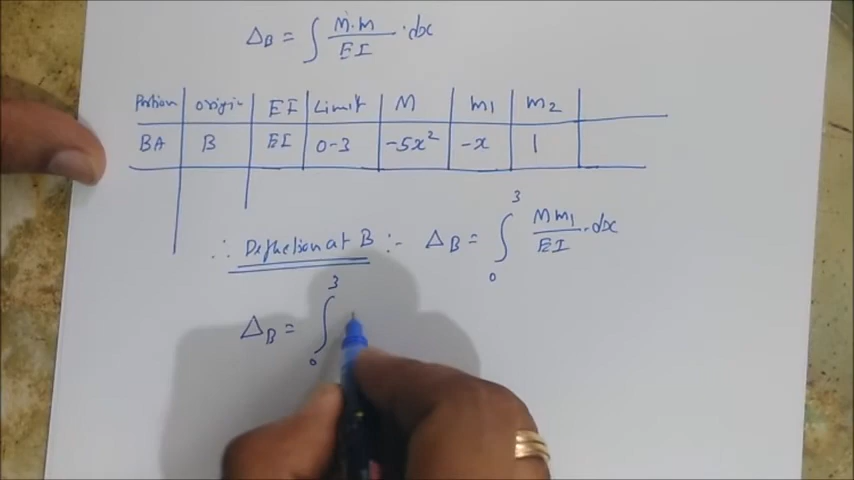 ΔB = ∫ M.m / EI . dx
Portion origin EI Limit M m1 m2
BA B EI 0-3 -5x² -x 1
∴ Deflection at B :- ΔB = ∫₀³ Mm1 / EI . dx
ΔB = ∫₀³